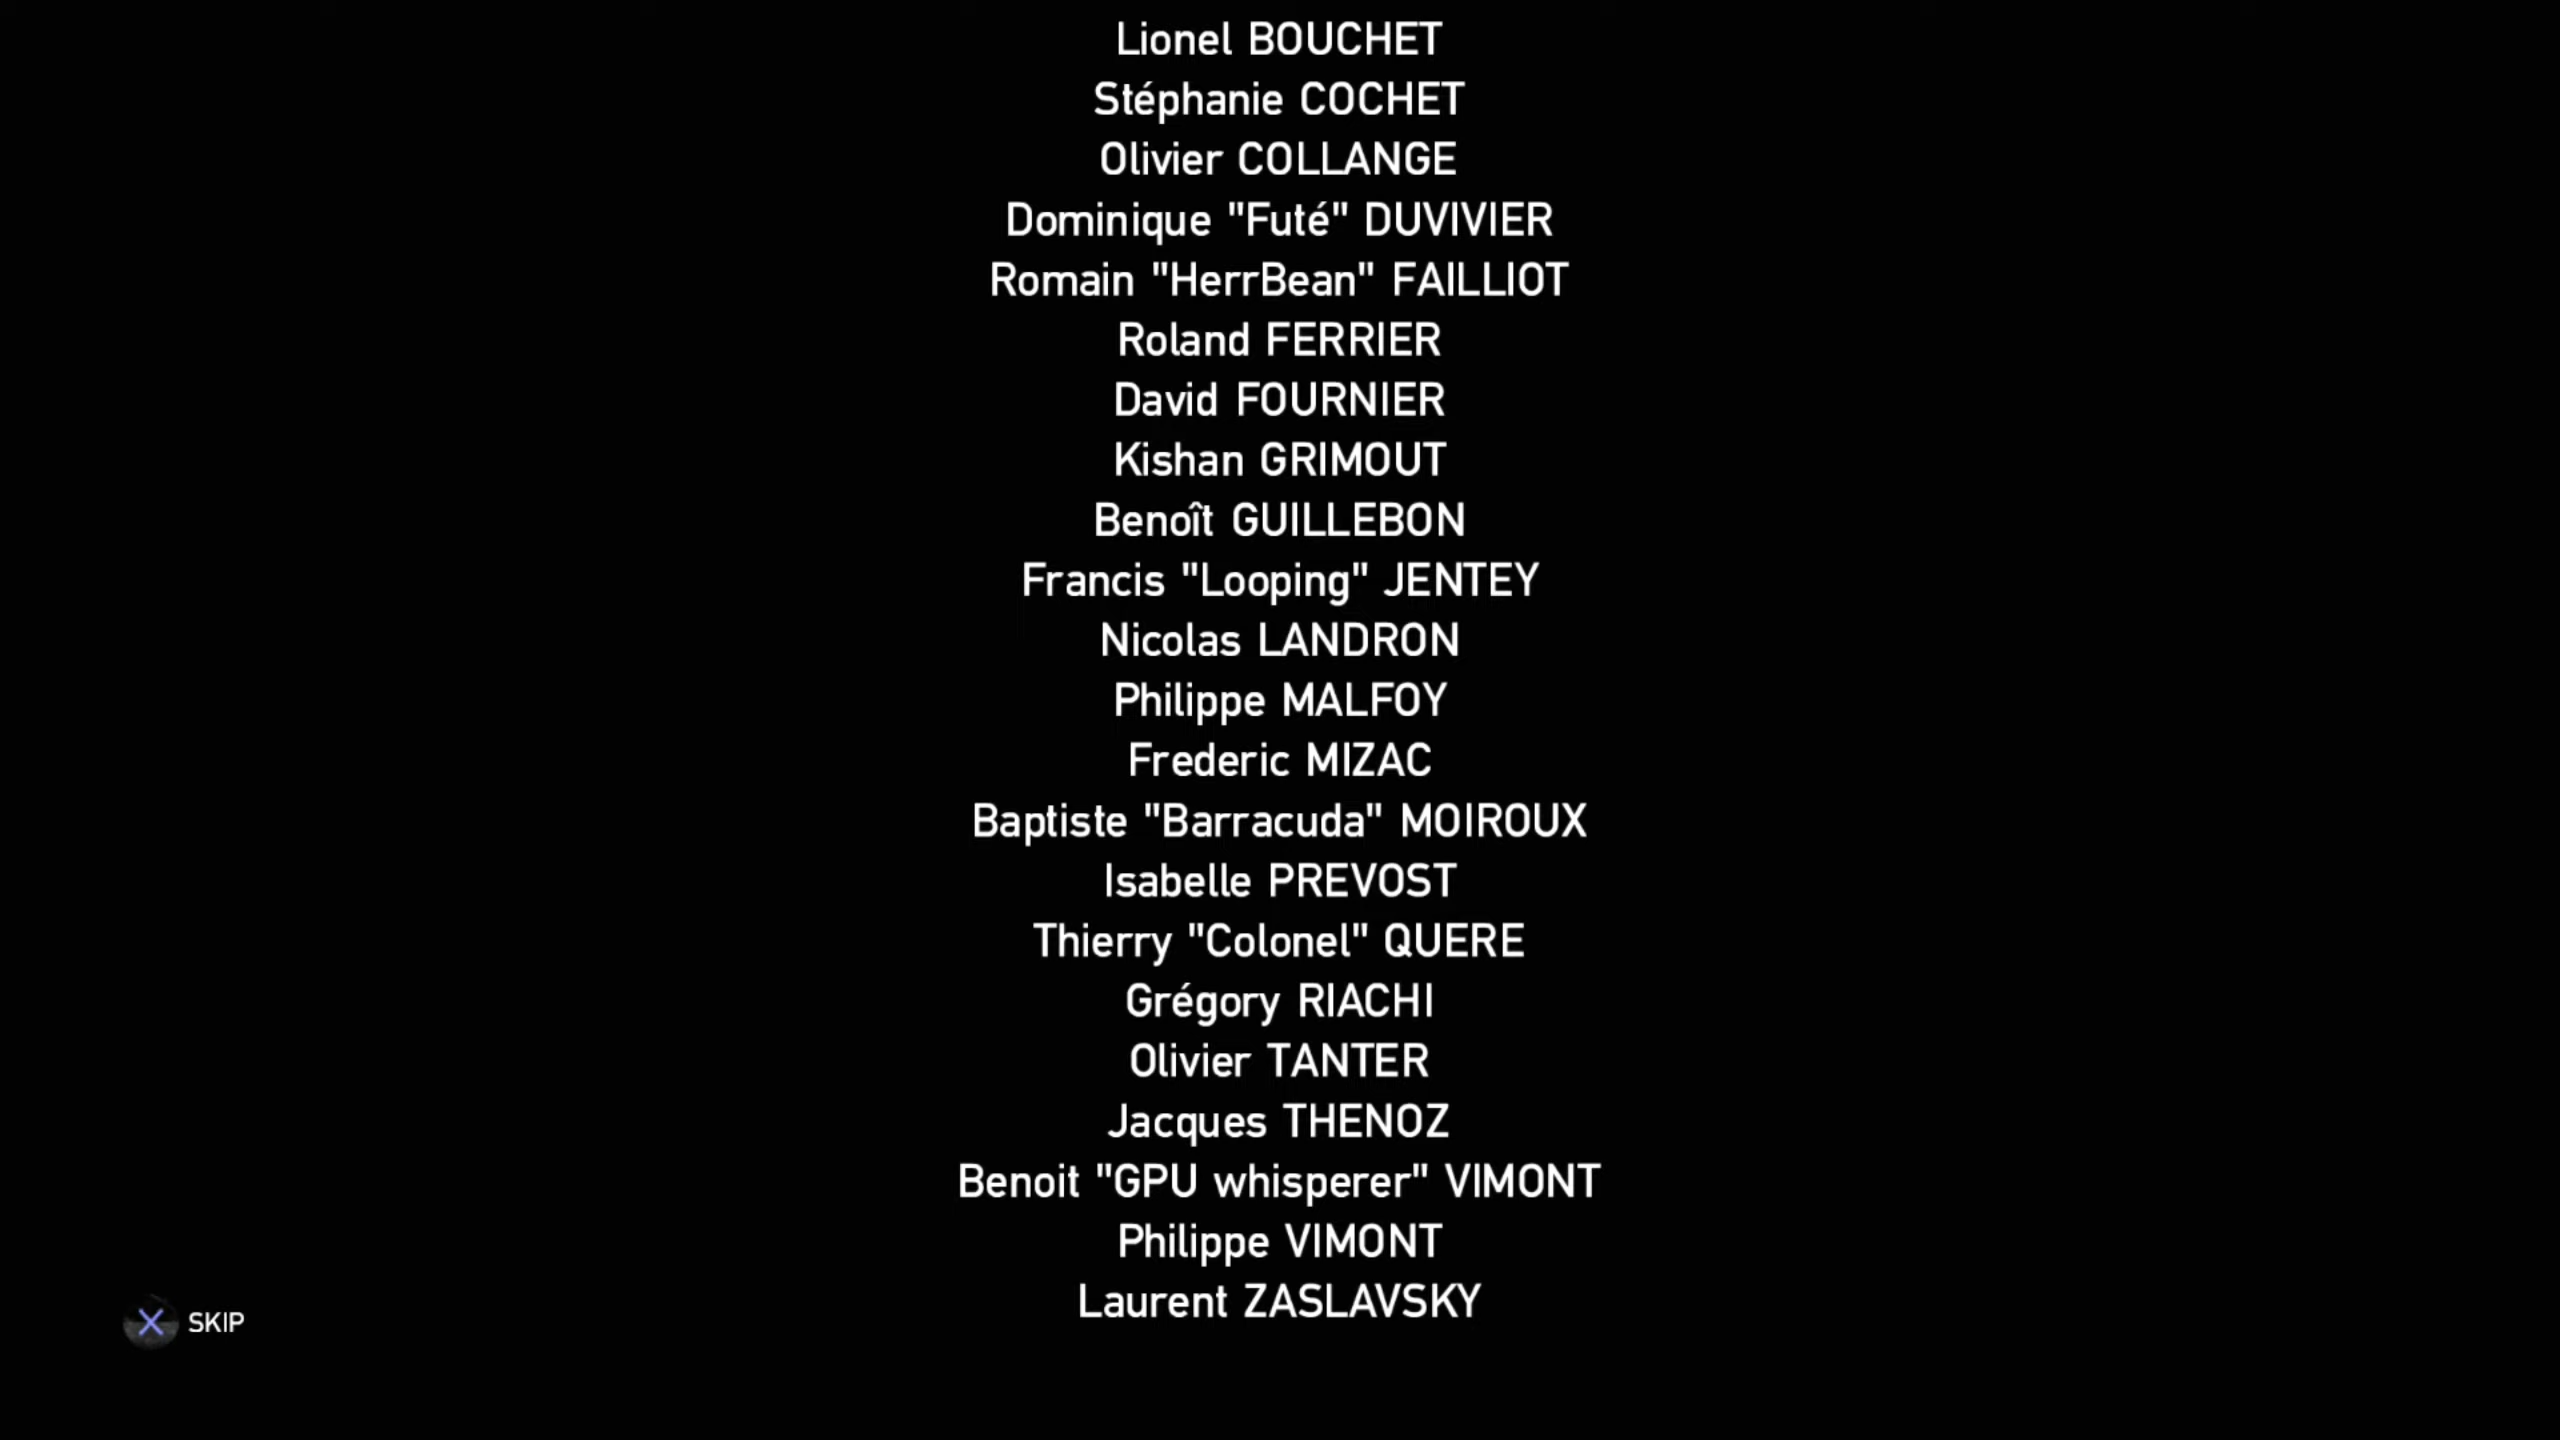 Lionel BOUCHET
Stéphanie COCHET
Olivier COLLANGE
Dominique "Futé" DUVIVIER
Romain "HerrBean" FAILLIOT
Roland FERRIER
David FOURNIER
Kishan GRIMOUT
Benoît GUILLEBON
Francis "Looping" JENTEY
Nicolas LANDRON
Philippe MALFOY
Frederic MIZAC
Baptiste "Barracuda" MOIROUX
Isabelle PREVOST
Thierry "Colonel" QUERE
Grégory RIACHI
Olivier TANTER
Jacques THENOZ
Benoit "GPU whisperer" VIMONT
Philippe VIMONT
Laurent ZASLAVSKY
SKIP